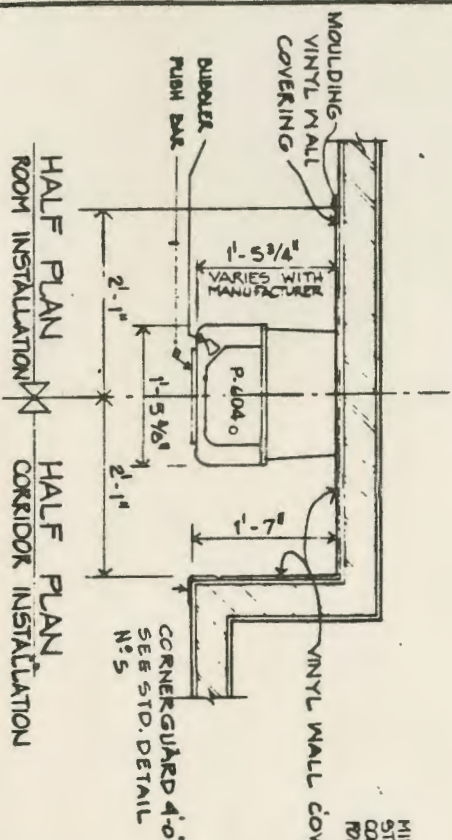 MOULDING
VINYL WALL
COVERING
BUBBLER
PUSH BAR
1'-5 3/4"
VARIES WITH
MANUFACTURER
2'-1"
1'-5 5/8"
P-604
2'-1"
1'-7"
VINYL WALL COV
CORNERGUARD 4'-0"
SEE STD. DETAIL
Nº 5
HALF PLAN
ROOM INSTALLATION
HALF PLAN
CORRIDOR INSTALLATION